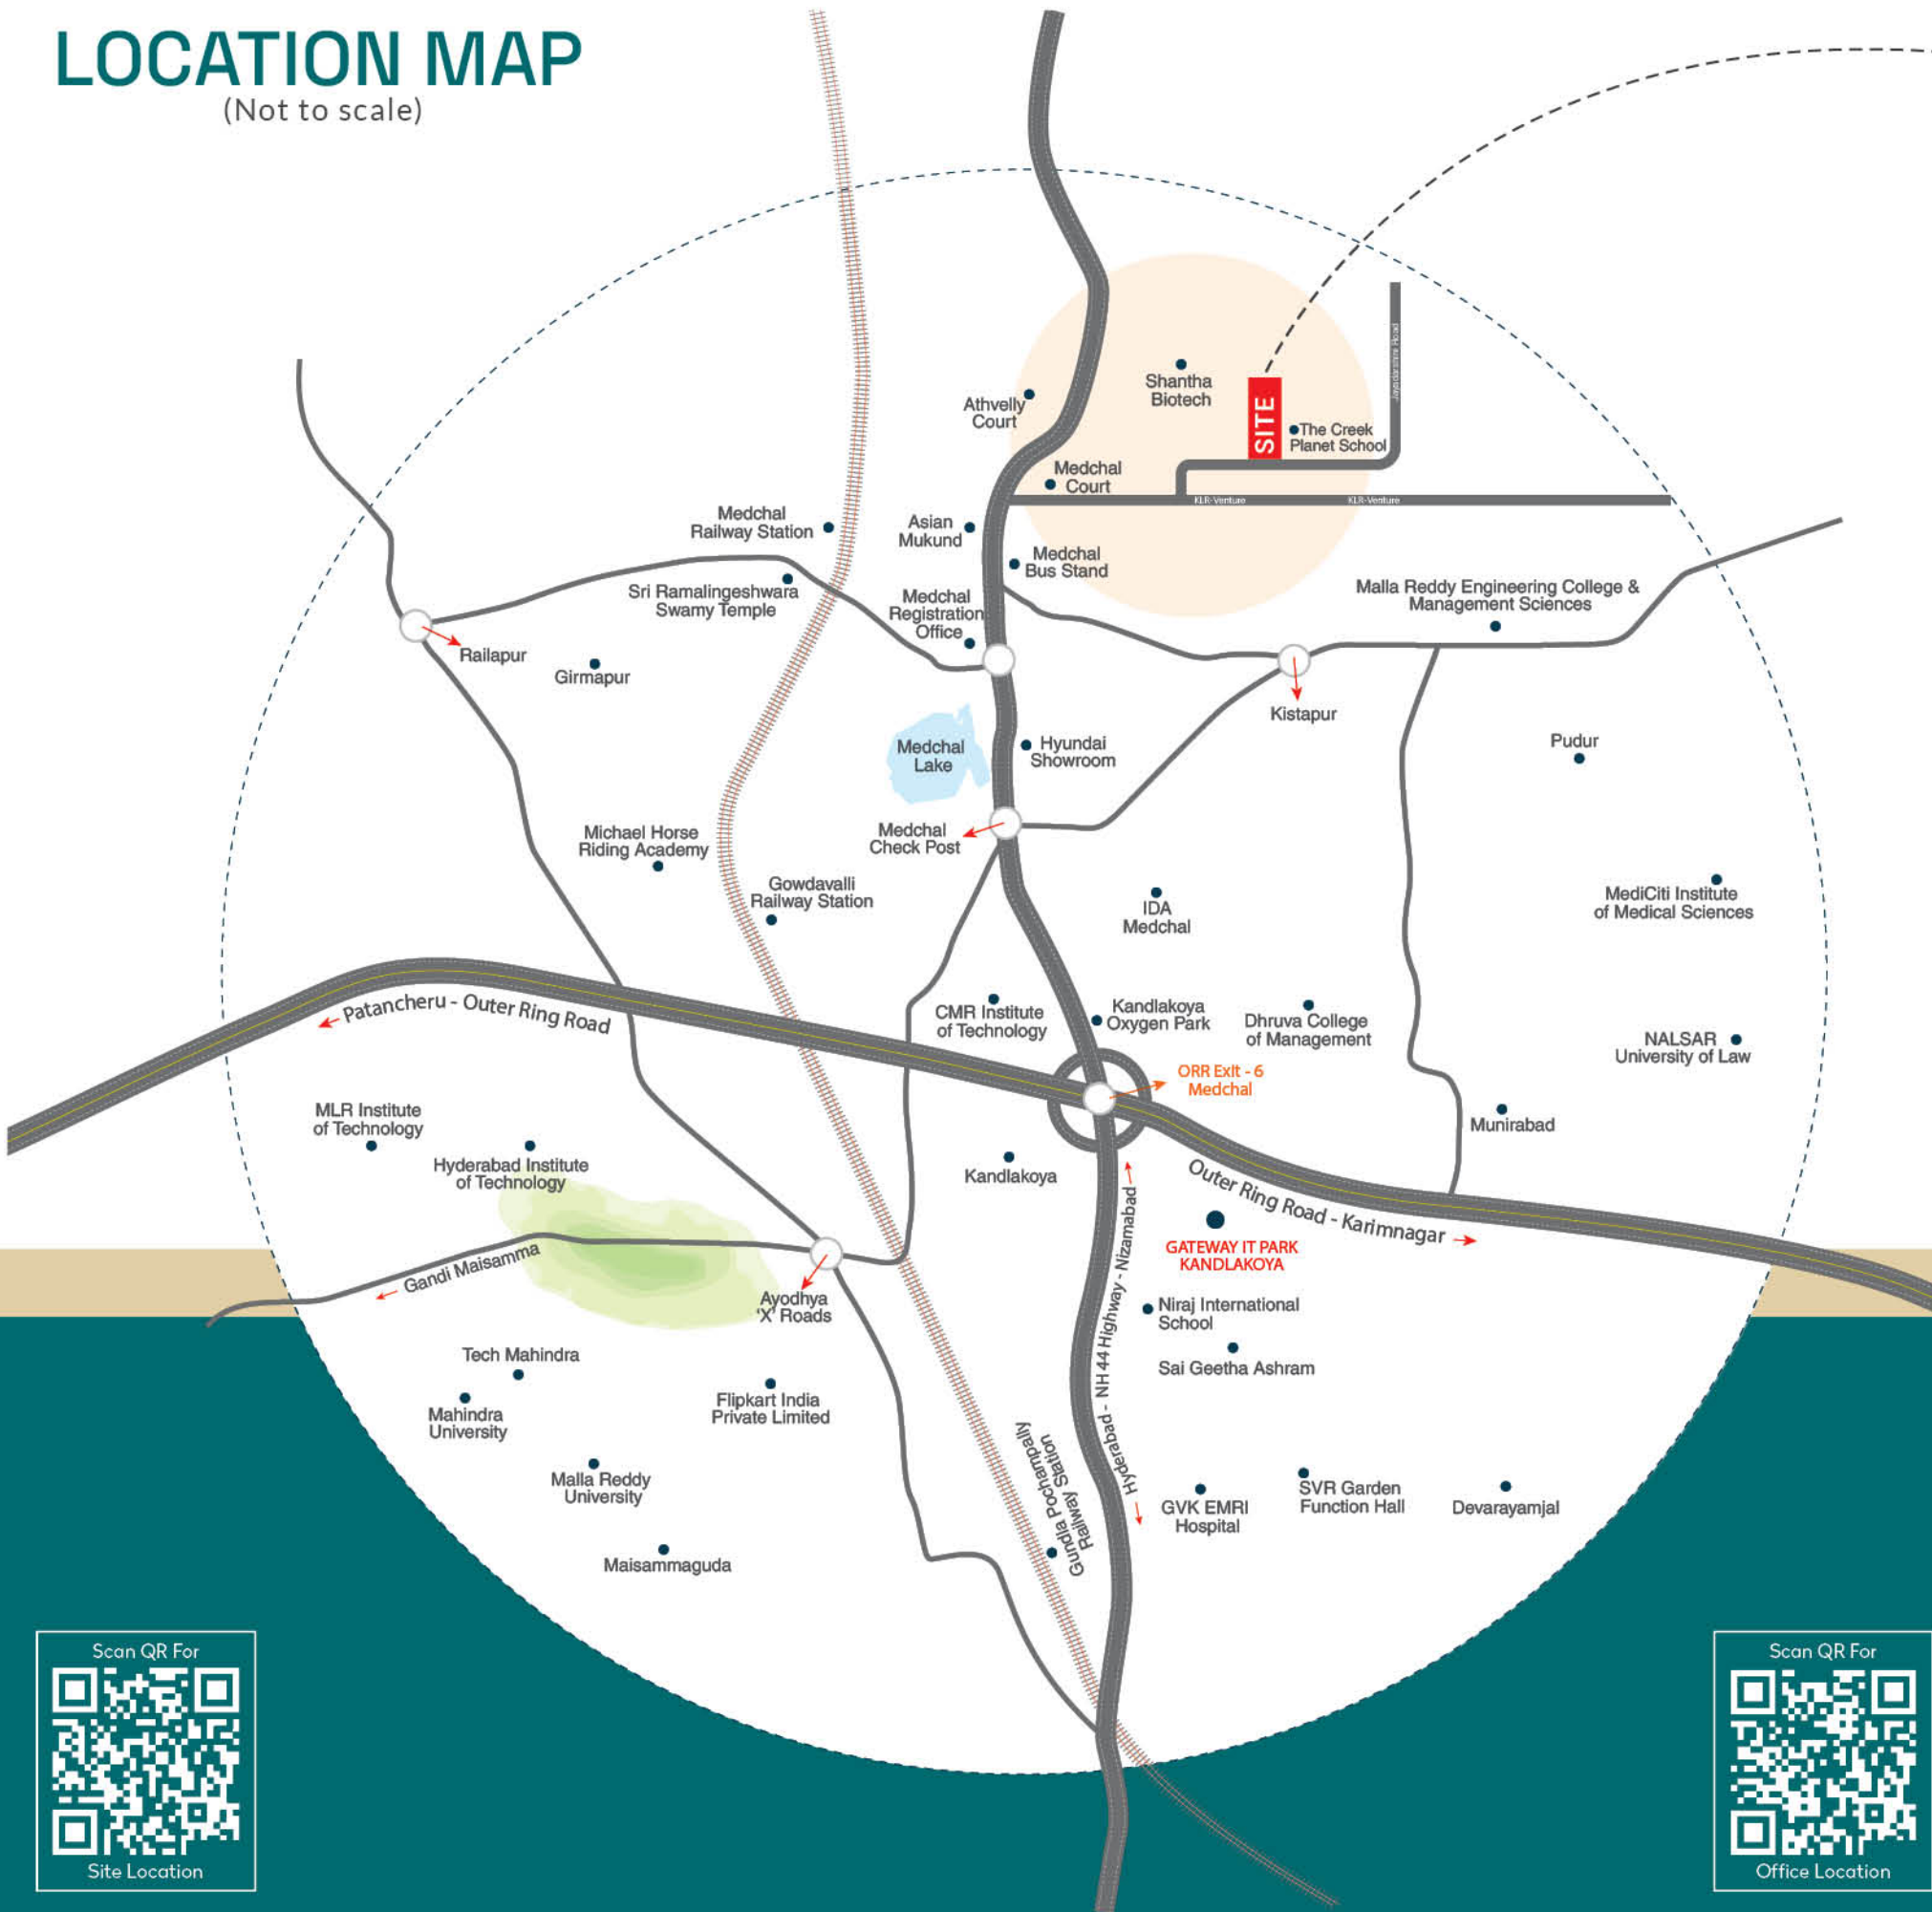 LOCATION MAP
(Not to scale)
Shantha
Biotech
Athvelly
Court
SITE
The Creek
Planet School
Medchal
Court
KLR-Venture
KLR-Venture
Medchal
Railway Station
Asian
Mukund
Medchal
Bus Stand
Sri Ramalingeshwara
Swamy Temple
Medchal
Registration
Office
Malla Reddy Engineering College &
Management Sciences
Railapur
Girmapur
Kistapur
Pudur
Medchal
Lake
Hyundai
Showroom
Michael Horse
Riding Academy
Medchal
Check Post
Gowdavalli
Railway Station
IDA
Medchal
MediCiti Institute
of Medical Sciences
Patancheru - Outer Ring Road
CMR Institute
of Technology
Kandlakoya
Oxygen Park
Dhruva College
of Management
NALSAR
University of Law
ORR Exit - 6
Medchal
MLR Institute
of Technology
Munirabad
Hyderabad Institute
of Technology
Kandlakoya
Outer Ring Road - Karimnagar
GATEWAY IT PARK
KANDLAKOYA
Gandi Maisamma
Ayodhya
'X' Roads
Hyderabad - NH 44 Highway - Nizamabad
Niraj International
School
Sai Geetha Ashram
Tech Mahindra
Mahindra
University
Flipkart India
Private Limited
Malla Reddy
University
Gundla Pochampally
Railway Station
GVK EMRI
Hospital
SVR Garden
Function Hall
Devarayamjal
Maisammaguda
Scan QR For
Site Location
Scan QR For
Office Location